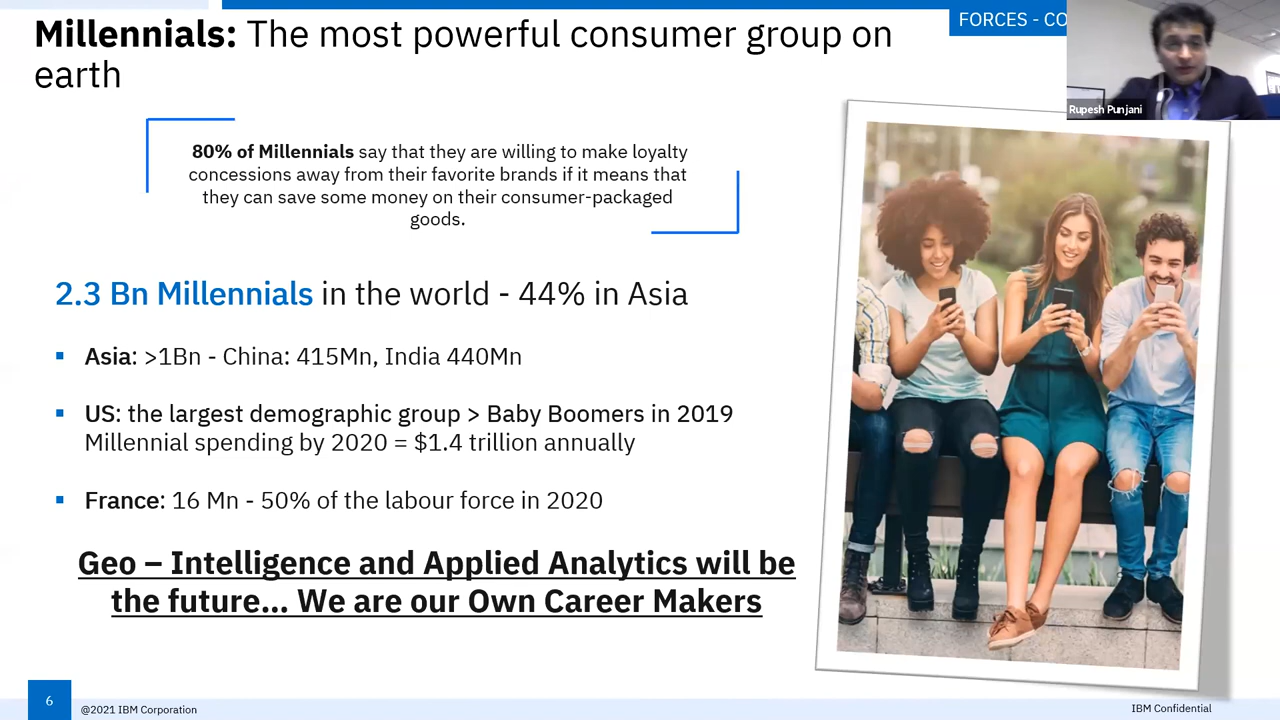 FORCES - CO
Millennials: The most powerful consumer group on
earth
Rupesh Punjani
80% of Millennials say that they are willing to make loyalty
concessions away from their favorite brands if it means that
they can save some money on their consumer-packaged
goods.
2.3 Bn Millennials in the world - 44% in Asia
▪ Asia: >1Bn - China: 415Mn, India 440Mn
▪ US: the largest demographic group > Baby Boomers in 2019
Millennial spending by 2020 = $1.4 trillion annually
▪ France: 16 Mn - 50% of the labour force in 2020
Geo – Intelligence and Applied Analytics will be
the future... We are our Own Career Makers
6
@2021 IBM Corporation
IBM Confidential